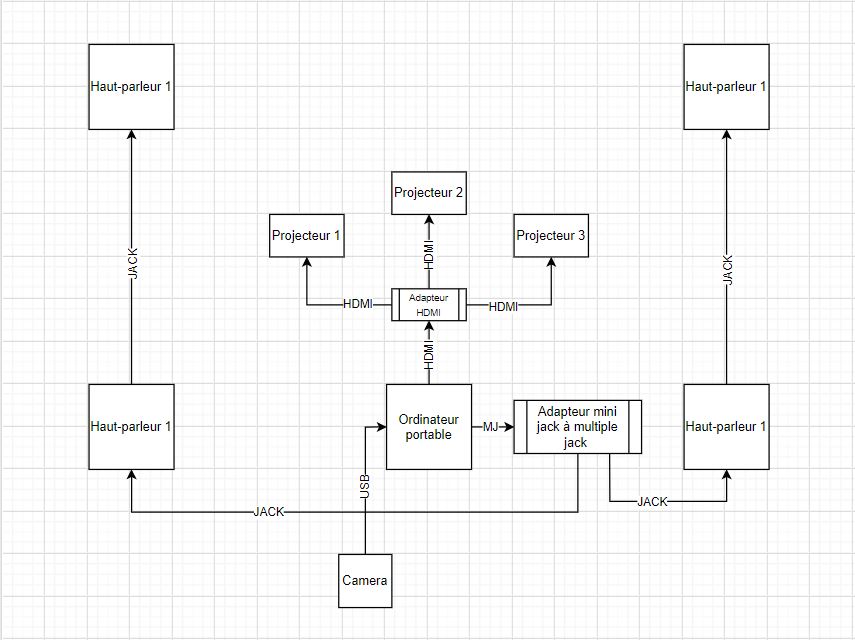 Haut-parleur 1
Haut-parleur 1
Projecteur 2
Projecteur 1
Projecteur 3
JACK
HDMI
JACK
Adapteur
HDMI
HDMI
HDMI
HDMI
Haut-parleur 1
Ordinateur
portable
MJ
Adapteur mini
jack à multiple
jack
Haut-parleur 1
USB
JACK
JACK
Camera